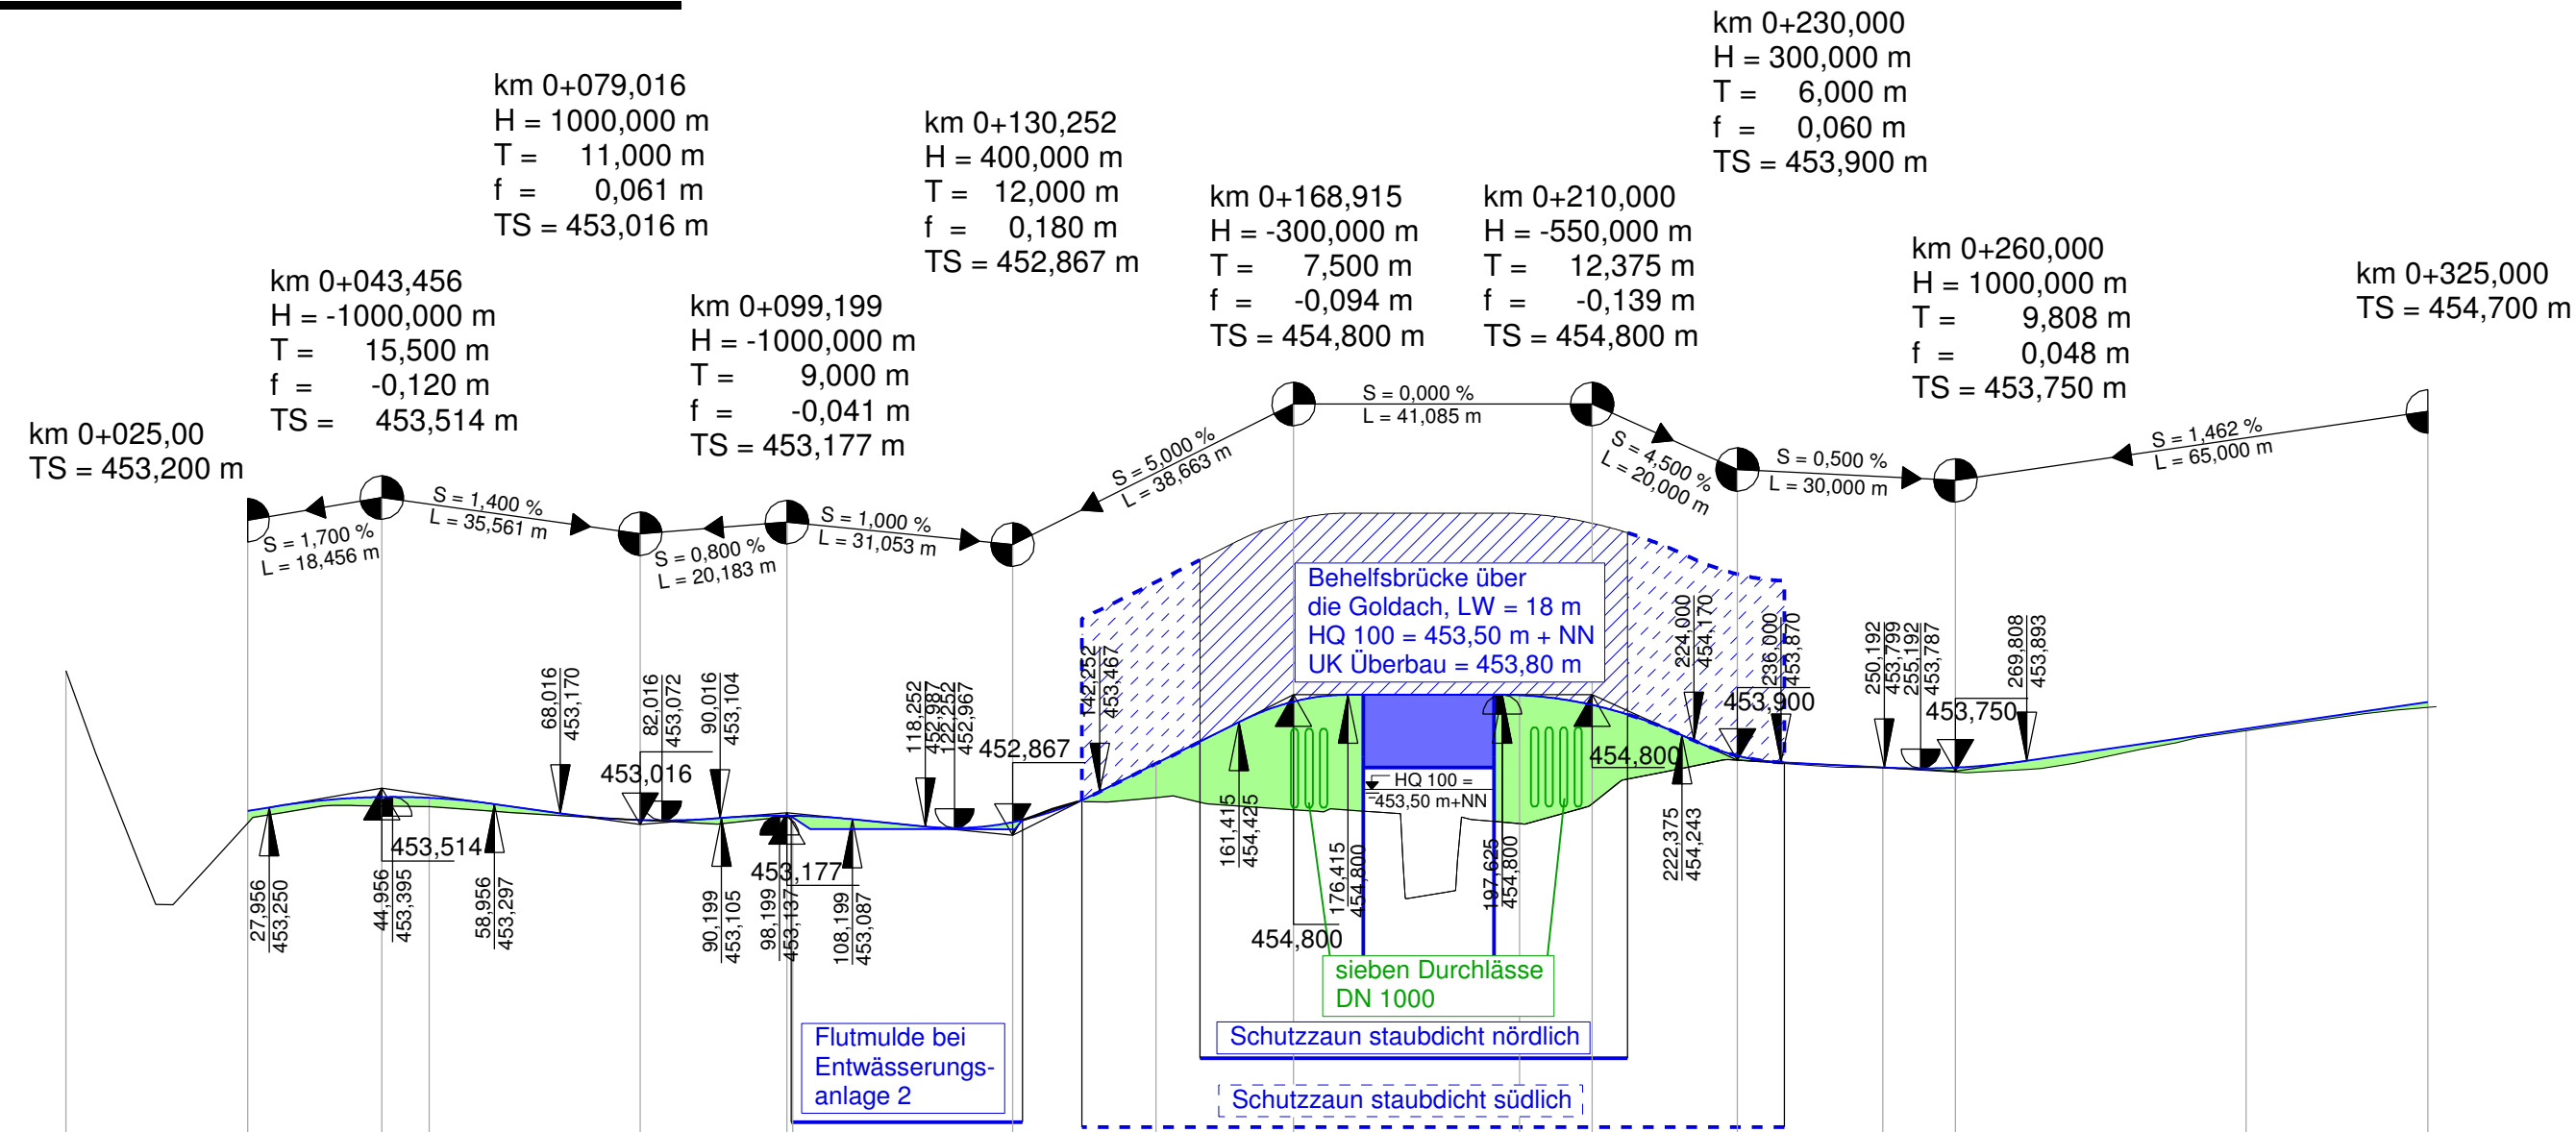 km 0+230,000
H = 300,000 m
T = 6,000 m
f = 0,060 m
TS = 453,900 m
km 0+079,016
H = 1000,000 m
T = 11,000 m
f = 0,061 m
TS = 453,016 m
km 0+130,252
H = 400,000 m
T = 12,000 m
f = 0,180 m
TS = 452,867 m
km 0+168,915
H = -300,000 m
T = 7,500 m
f = -0,094 m
TS = 454,800 m
km 0+210,000
H = -550,000 m
T = 12,375 m
f = -0,139 m
TS = 454,800 m
km 0+260,000
H = 1000,000 m
T = 9,808 m
f = 0,048 m
TS = 453,750 m
km 0+325,000
TS = 454,700 m
km 0+043,456
H = -1000,000 m
T = 15,500 m
f = -0,120 m
TS = 453,514 m
km 0+099,199
H = -1000,000 m
T = 9,000 m
f = -0,041 m
TS = 453,177 m
km 0+025,00
TS = 453,200 m
S = 1,700 %
L = 18,456 m
S = 1,400 %
L = 35,561 m
S = 0,800 %
L = 20,183 m
S = 1,000 %
L = 31,053 m
S = 5,000 %
L = 38,663 m
S = 0,000 %
L = 41,085 m
S = 4,500 %
L = 20,000 m
S = 0,500 %
L = 30,000 m
S = 1,462 %
L = 65,000 m
Behelfsbrücke über
die Goldach, LW = 18 m
HQ 100 = 453,50 m + NN
UK Überbau = 453,80 m
68,016
453,170
82,016
453,072
90,016
453,104
118,252
452,987
122,252
452,967
142,252
453,467
224,000
454,170
236,000
453,870
250,192
453,799
255,192
453,787
269,808
453,893
453,016
452,867
453,900
453,750
454,800
HQ 100 =
453,50 m+NN
453,514
453,177
454,800
27,956
453,250
44,956
453,395
58,956
453,297
90,199
453,105
98,199
453,137
108,199
453,087
161,415
454,425
176,415
454,800
197,625
454,800
222,375
454,243
sieben Durchlässe
DN 1000
Flutmulde bei
Entwässerungs-
anlage 2
Schutzzaun staubdicht nördlich
Schutzzaun staubdicht südlich